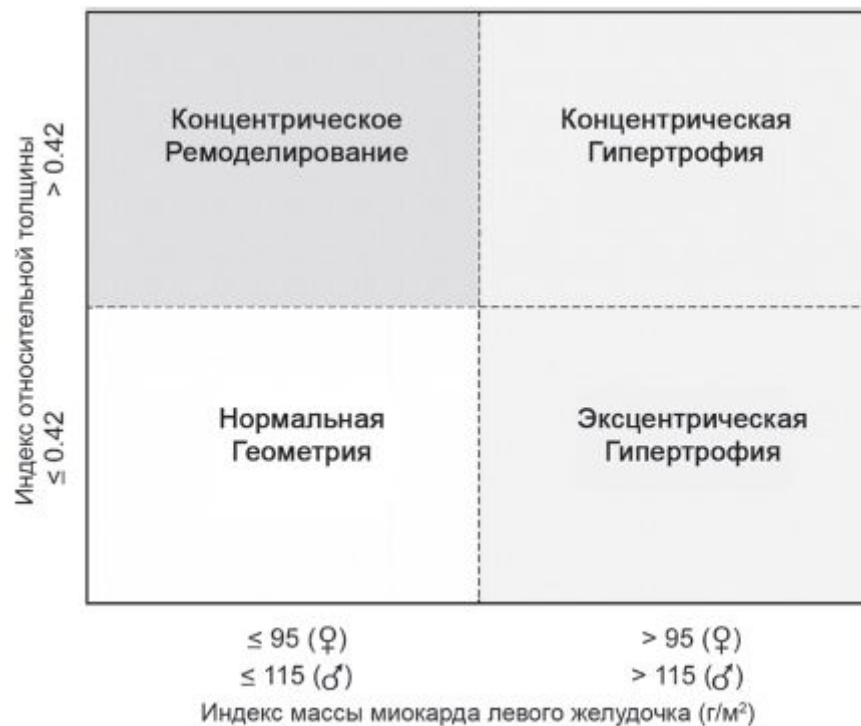 Индекс относительной толщины
> 0.42
≤ 0.42
Концентрическое
Ремоделирование
Концентрическая
Гипертрофия
Нормальная
Геометрия
Эксцентрическая
Гипертрофия
≤ 95 (♀)
≤ 115 (♂)
> 95 (♀)
> 115 (♂)
Индекс массы миокарда левого желудочка (г/м²)